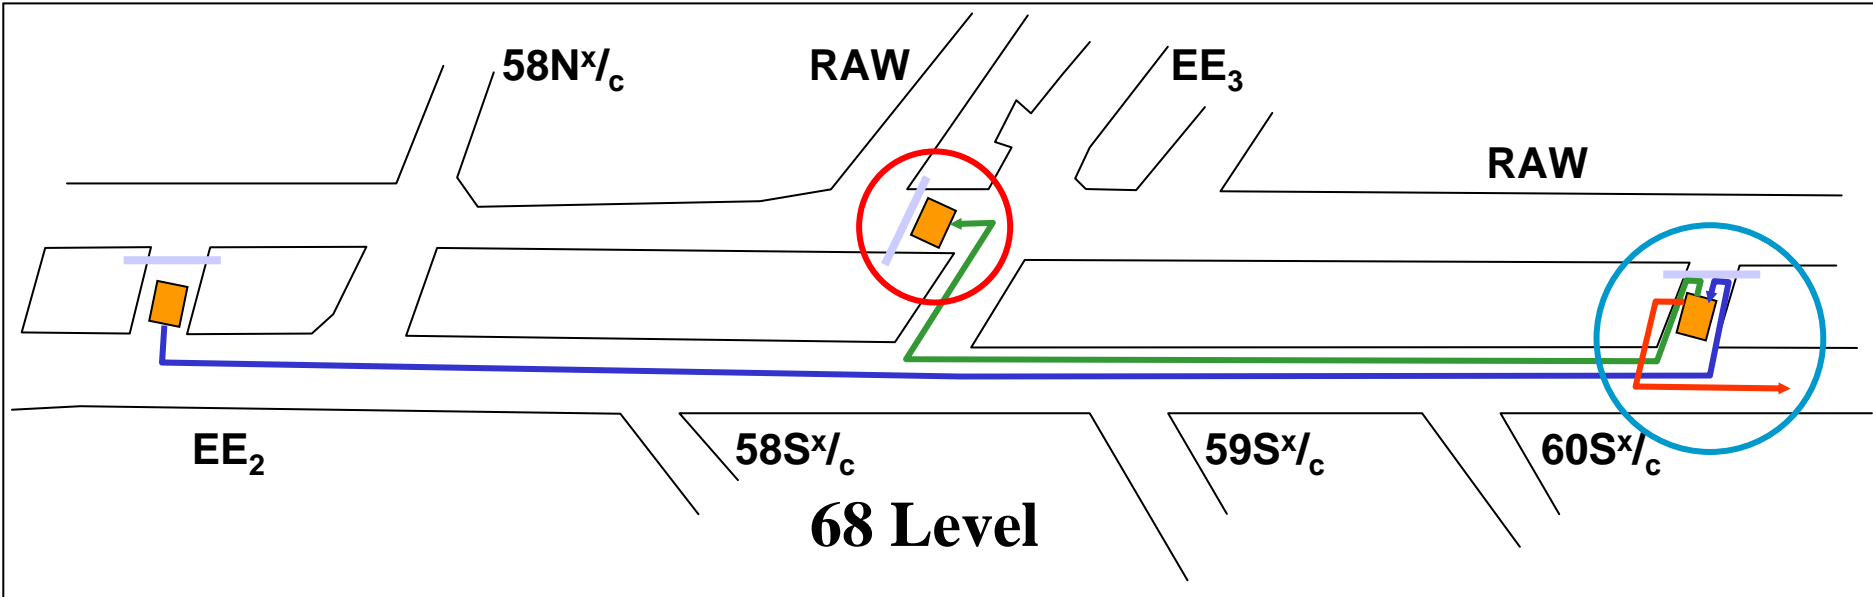 58Nx/c
RAW
EE3
RAW
EE2
58Sx/c
59Sx/c
60Sx/c
68 Level